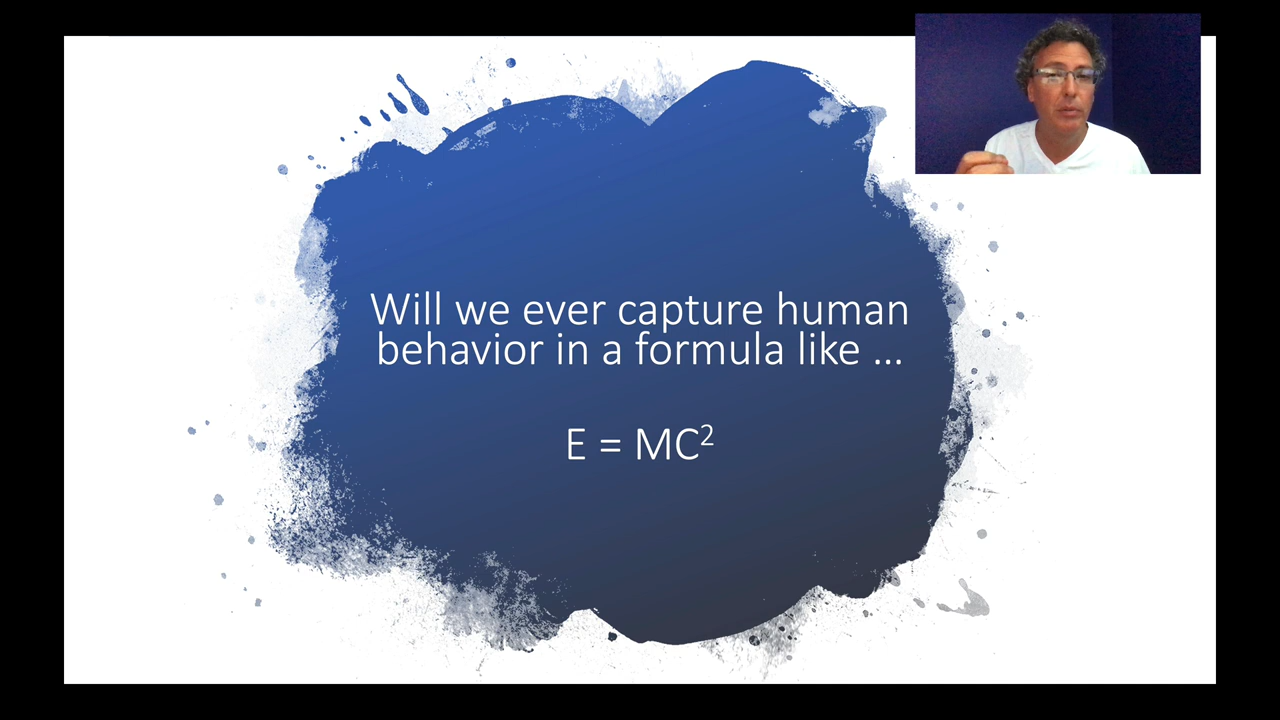 Will we ever capture human
behavior in a formula like ...
E = MC²